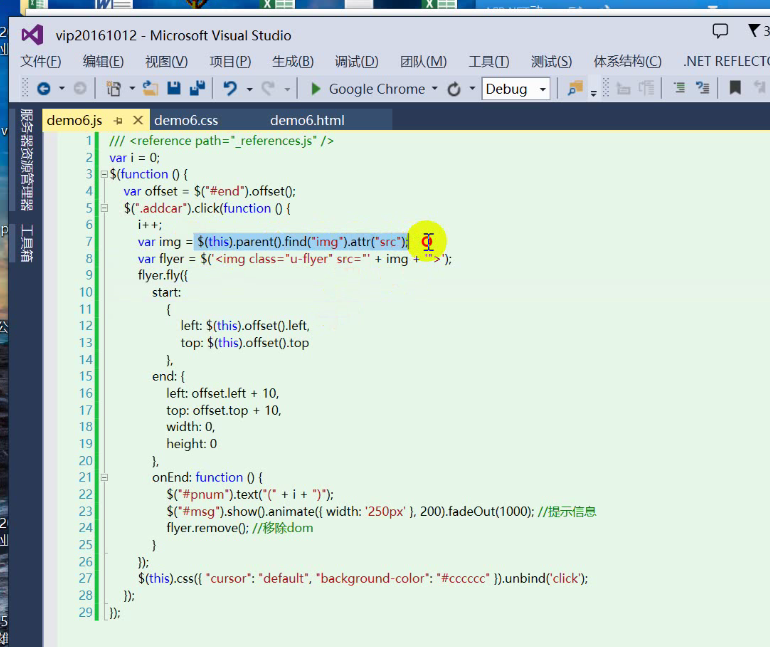 vip20161012 - Microsoft Visual Studio
文件(F) 编辑(E) 视图(V) 项目(P) 生成(B) 调试(D) 团队(M) 工具(T) 测试(S) 体系结构(C) .NET REFLECTO
Google Chrome Debug
demo6.js demo6.css demo6.html
服务器资源管理器
工具箱
1 /// <reference path="_references.js" />
2 var i = 0;
3 $(function () {
4 var offset = $("#end").offset();
5 $(".addcar").click(function () {
6 i++;
7 var img = $(this).parent().find("img").attr("src");
8 var flyer = $('<img class="u-flyer" src="' + img + '">');
9 flyer.fly({
10 start:
11 {
12 left: $(this).offset().left,
13 top: $(this).offset().top
14 },
15 end: {
16 left: offset.left + 10,
17 top: offset.top + 10,
18 width: 0,
19 height: 0
20 },
21 onEnd: function () {
22 $("#pnum").text("(" + i + ")");
23 $("#msg").show().animate({ width: '250px' }, 200).fadeOut(1000); //提示信息
24 flyer.remove(); //移除dom
25 }
26 });
27 $(this).css({ "cursor": "default", "background-color": "#cccccc" }).unbind('click');
28 });
29 });